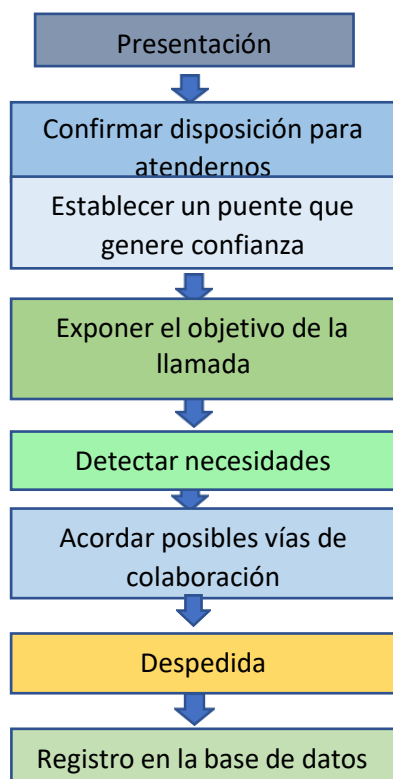 Presentación
Confirmar disposición para
atendernos
Establecer un puente que
genere confianza
Exponer el objetivo de la
llamada
Detectar necesidades
Acordar posibles vías de
colaboración
Despedida
Registro en la base de datos